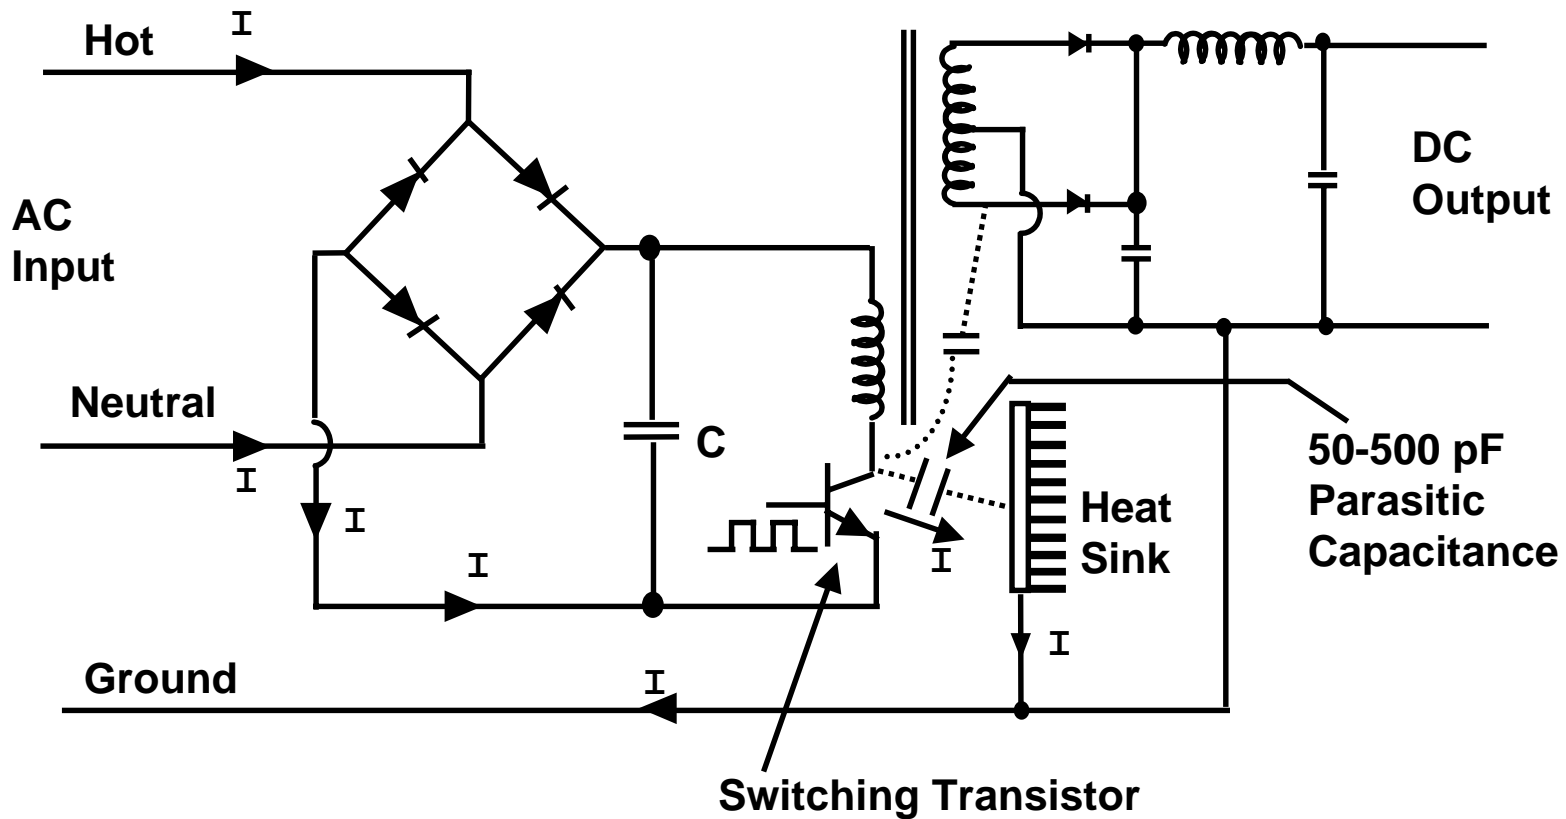 I
Hot
DC
Output
AC
Input
Neutral
I
C
50-500 pF
Parasitic
Capacitance
Heat
Sink
I
I
I
I
Ground
I
Switching Transistor